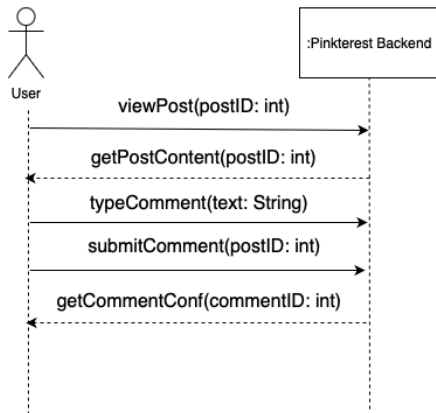 :Pinkterest Backend
User
viewPost(postID: int)
getPostContent(postID: int)
typeComment(text: String)
submitComment(postID: int)
getCommentConf(commentID: int)